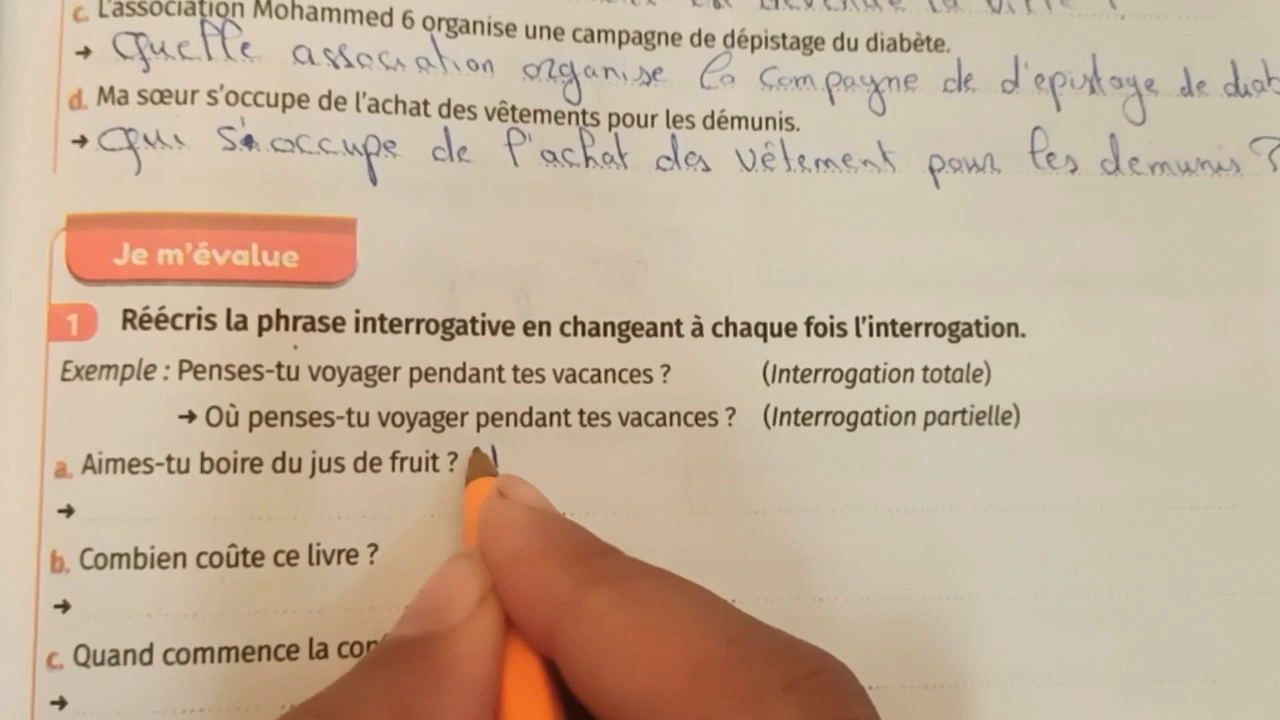 c. L'association Mohammed 6 organise une campagne de dépistage du diabète.
→ Quelle association organise la compagne de d'epistage de diab
d. Ma sœur s'occupe de l'achat des vêtements pour les démunis.
→ Qui s'occupe de l'achat des vêtement pour les demunis ?
Je m'évalue
1 Réécris la phrase interrogative en changeant à chaque fois l'interrogation.
Exemple : Penses-tu voyager pendant tes vacances ? (Interrogation totale)
→ Où penses-tu voyager pendant tes vacances ? (Interrogation partielle)
a. Aimes-tu boire du jus de fruit ?
→
b. Combien coûte ce livre ?
→
c. Quand commence la
→